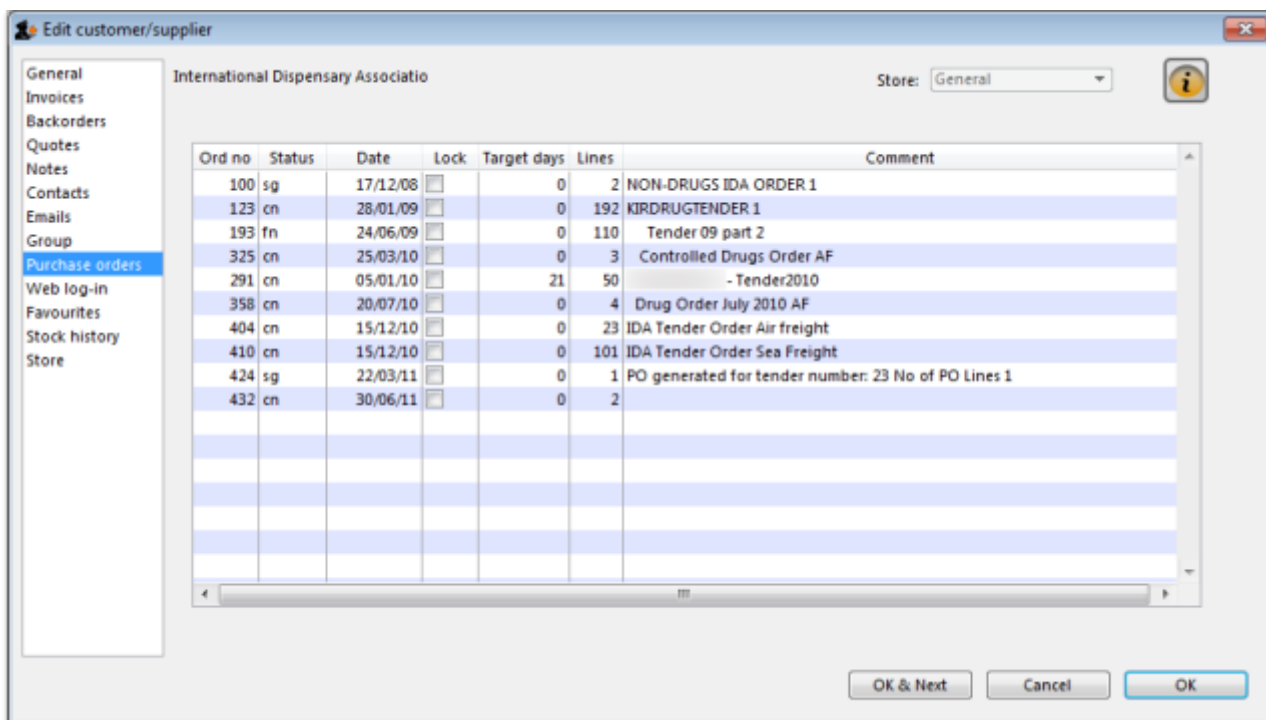 Edit customer/supplier
General
Invoices
Backorders
Quotes
Notes
Contacts
Emails
Group
Purchase orders
Web log-in
Favourites
Stock history
Store
International Dispensary Associatio
Store: General
Ord no Status Date Lock Target days Lines Comment
100 sg 17/12/08 0 2 NON-DRUGS IDA ORDER 1
123 cn 28/01/09 0 192 KIRDRUGTENDER 1
193 fn 24/06/09 0 110 Tender 09 part 2
325 cn 25/03/10 0 3 Controlled Drugs Order AF
291 cn 05/01/10 21 50 - Tender2010
358 cn 20/07/10 0 4 Drug Order July 2010 AF
404 cn 15/12/10 0 23 IDA Tender Order Air freight
410 cn 15/12/10 0 101 IDA Tender Order Sea Freight
424 sg 22/03/11 0 1 PO generated for tender number: 23 No of PO Lines 1
432 cn 30/06/11 0 2
OK & Next Cancel OK